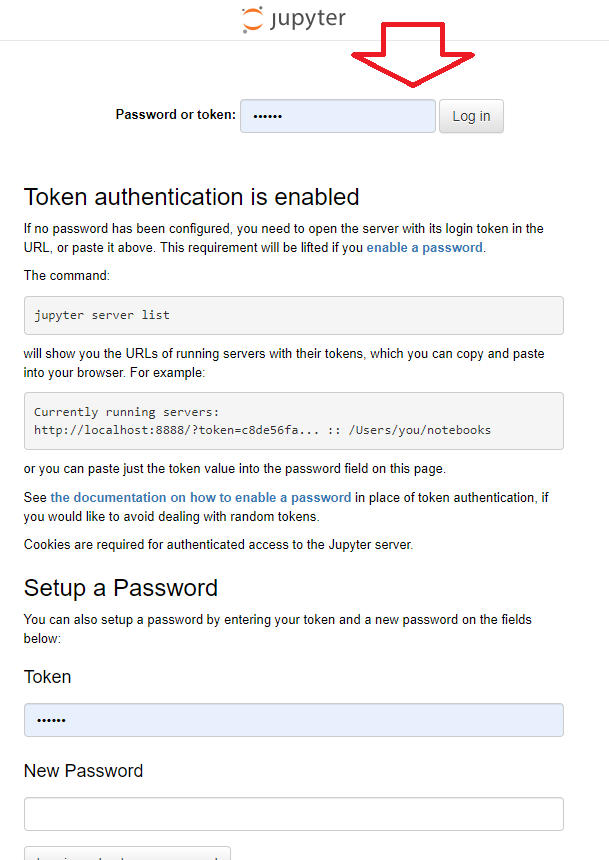 jupyter
Password or token: •••••• Log in
Token authentication is enabled
If no password has been configured, you need to open the server with its login token in the
URL, or paste it above. This requirement will be lifted if you enable a password.
The command:
jupyter server list
will show you the URLs of running servers with their tokens, which you can copy and paste
into your browser. For example:
Currently running servers:
http://localhost:8888/?token=c8de56fa... :: /Users/you/notebooks
or you can paste just the token value into the password field on this page.
See the documentation on how to enable a password in place of token authentication, if
you would like to avoid dealing with random tokens.
Cookies are required for authenticated access to the Jupyter server.
Setup a Password
You can also setup a password by entering your token and a new password on the fields
below:
Token
••••••
New Password